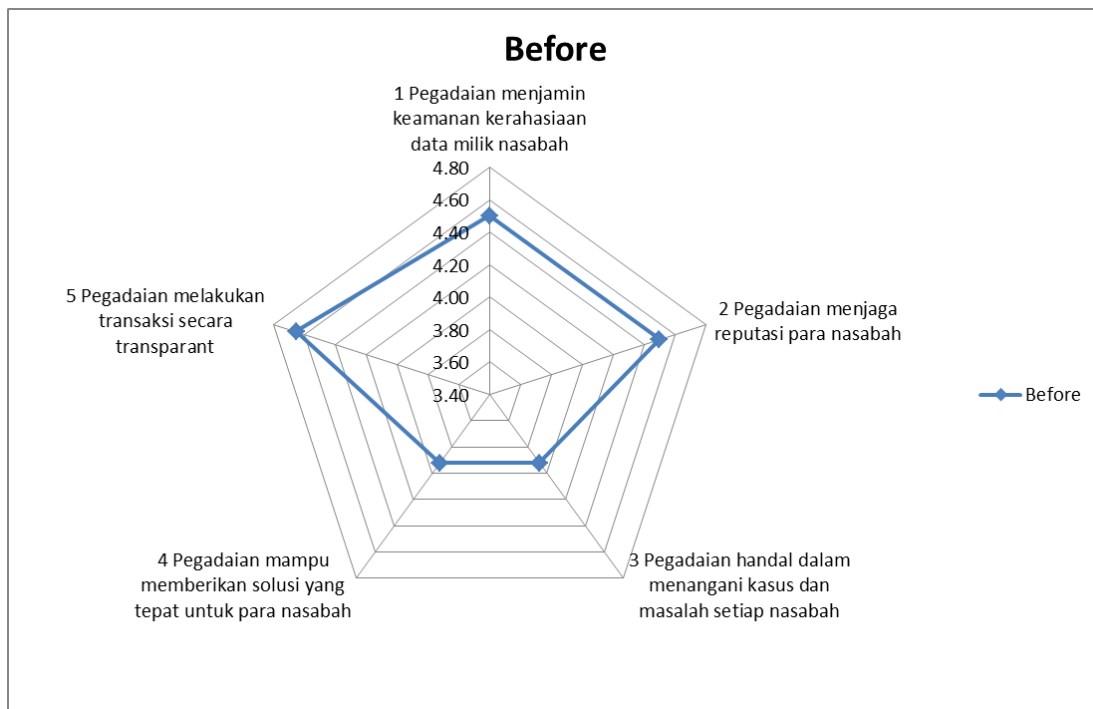 Before
1 Pegadaian menjamin
keamanan kerahasiaan
data milik nasabah
4.80
4.60
4.40
4.20
4.00
3.80
3.60
3.40
2 Pegadaian menjaga
reputasi para nasabah
3 Pegadaian handal dalam
menangani kasus dan
masalah setiap nasabah
4 Pegadaian mampu
memberikan solusi yang
tepat untuk para nasabah
5 Pegadaian melakukan
transaksi secara
transparant
Before